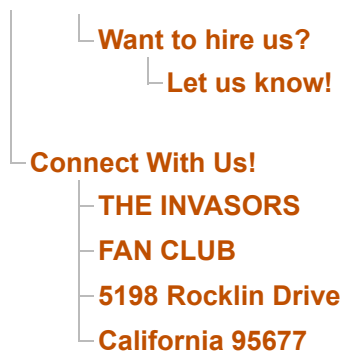 Want to hire us?
Let us know!
Connect With Us!
THE INVASORS
FAN CLUB
5198 Rocklin Drive
California 95677